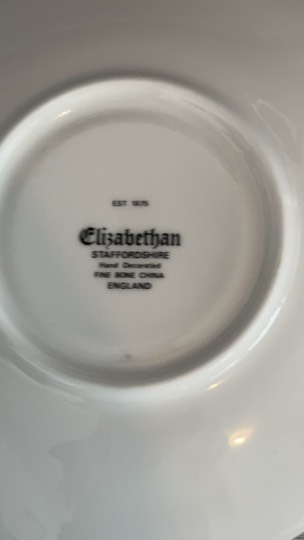 EST 1875
Elizabethan
STAFFORDSHIRE
Hand Decorated
FINE BONE CHINA
ENGLAND